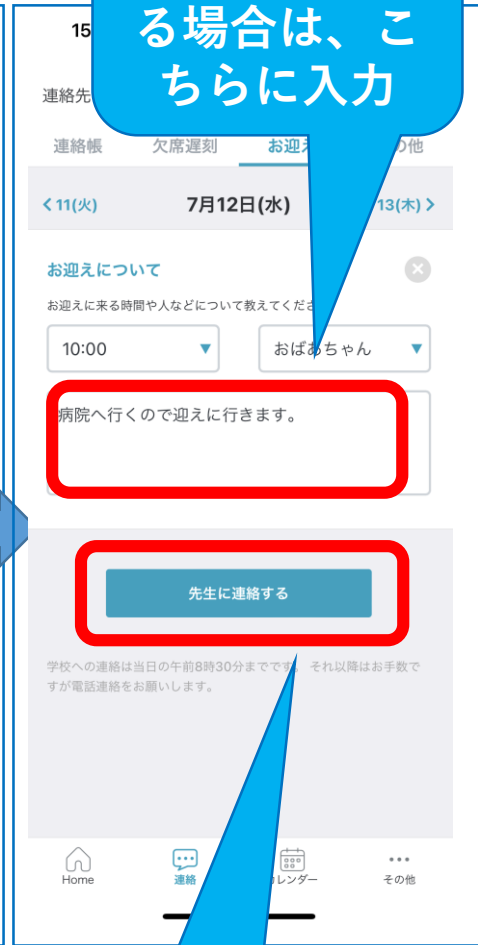 る場合は、こ
ちらに入力
15
連絡先
連絡帳 欠席遅刻 お迎え の他
11(火) 7月12日(水) 13(木)
お迎えについて
お迎えに来る時間や人などについて教えてくださ
10:00 おばあちゃん
病院へ行くので迎えに行きます。
先生に連絡する
学校への連絡は当日の午前8時30分までです。 それ以降はお手数で
すが電話連絡をお願いします。
Home 連絡 レンダー その他